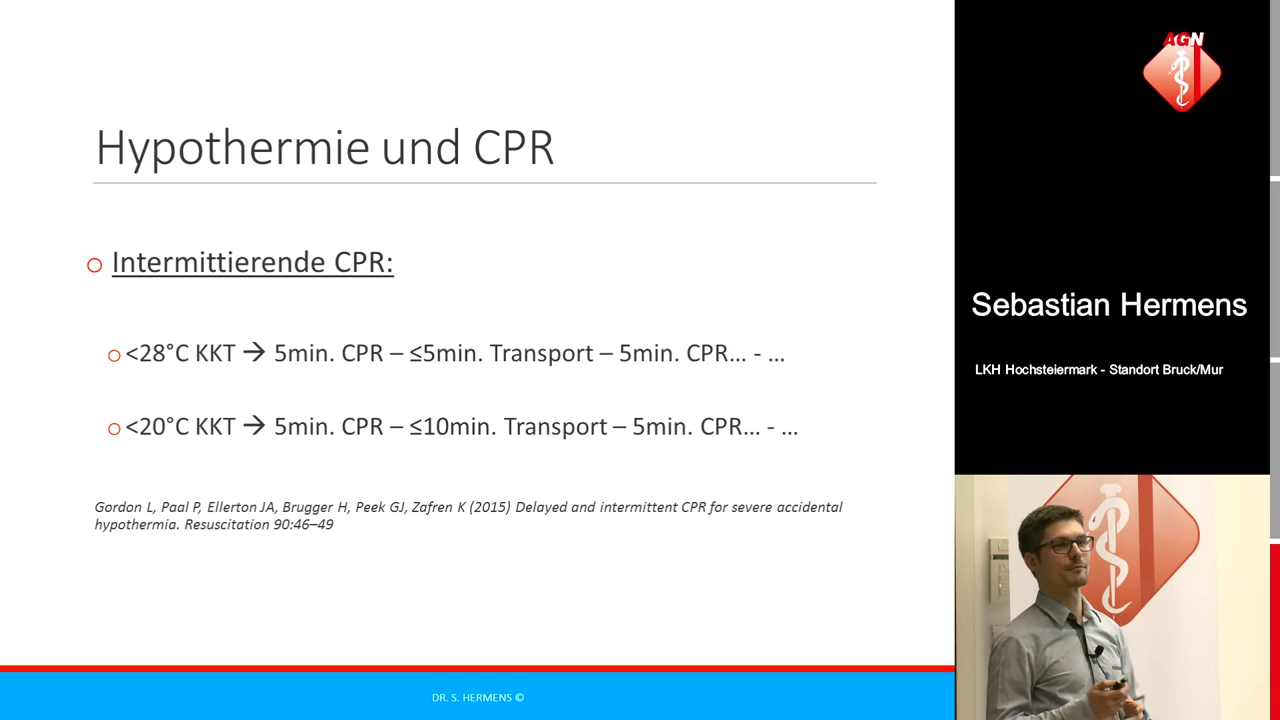 Hypothermie und CPR
Intermittierende CPR:
<28°C KKT → 5min. CPR – ≤5min. Transport – 5min. CPR… - …
<20°C KKT → 5min. CPR – ≤10min. Transport – 5min. CPR… - …
Gordon L, Paal P, Ellerton JA, Brugger H, Peek GJ, Zafren K (2015) Delayed and intermittent CPR for severe accidental
hypothermia. Resuscitation 90:46–49
DR. S. HERMENS ©
AGN
Sebastian Hermens
LKH Hochsteiermark - Standort Bruck/Mur